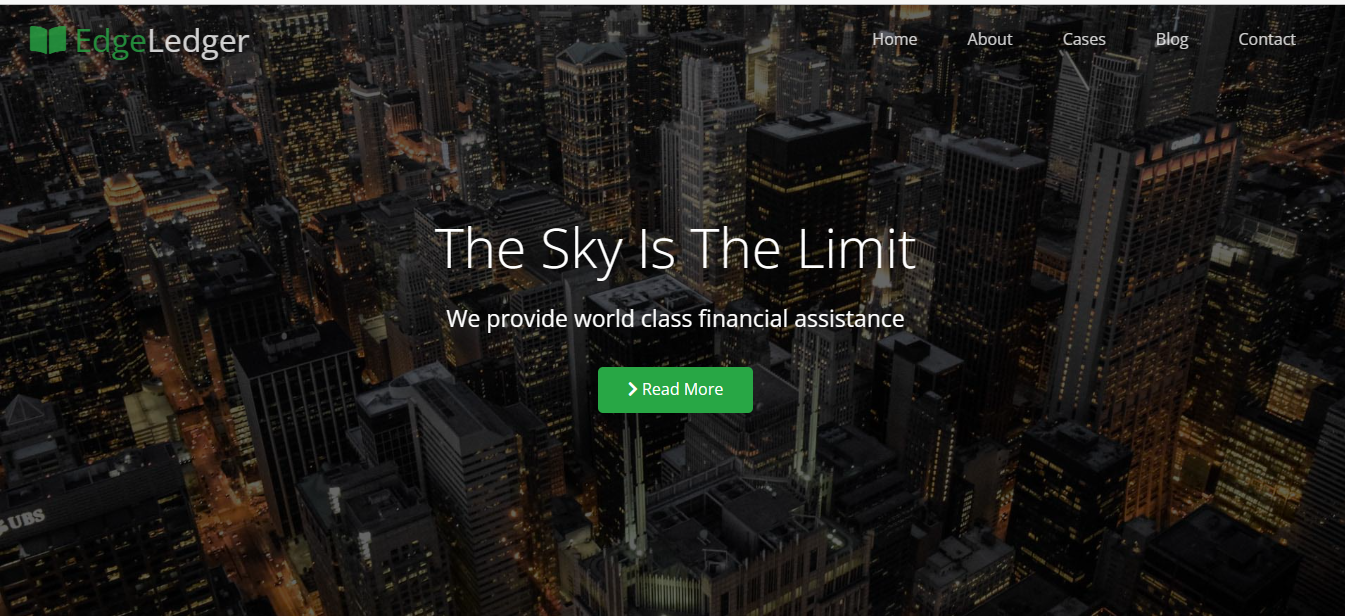 EdgeLedger
Home About Cases Blog Contact
The Sky Is The Limit
We provide world class financial assistance
Read More
UBS